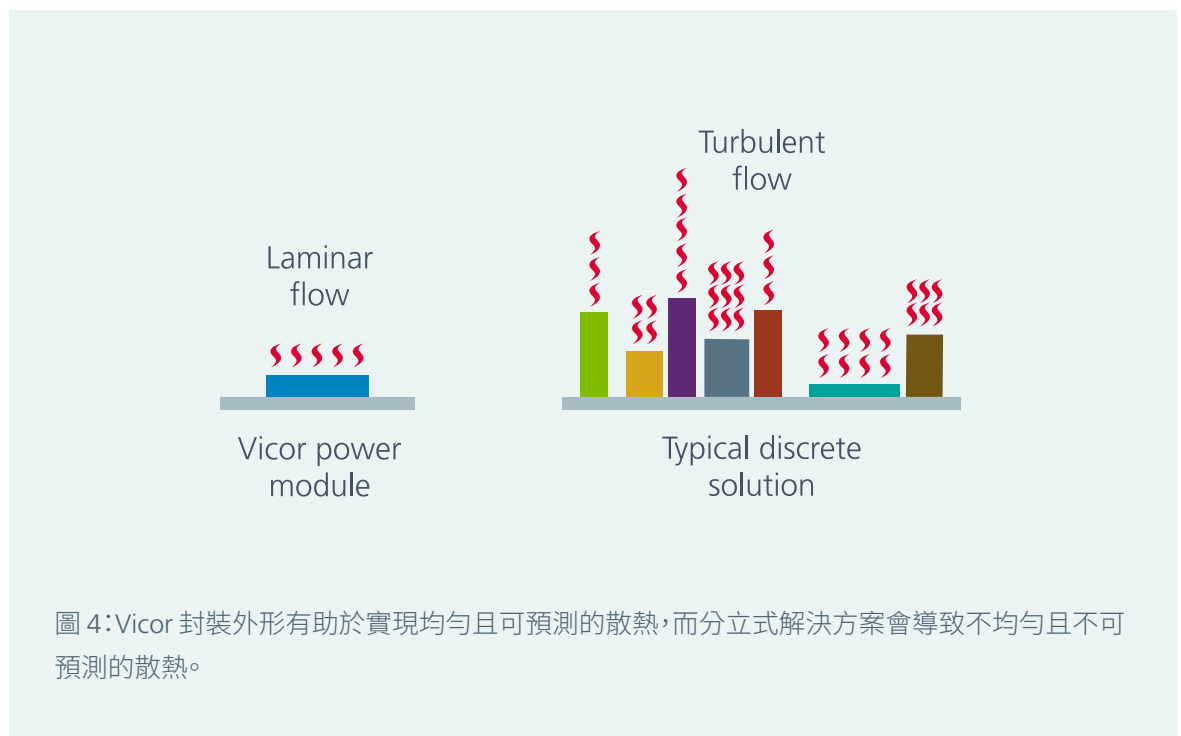 Turbulent
flow
Laminar
flow
Vicor power
module
Typical discrete
solution
圖 4:Vicor 封裝外形有助於實現均勻且可預測的散熱,而分立式解決方案會導致不均勻且不可
預測的散熱。